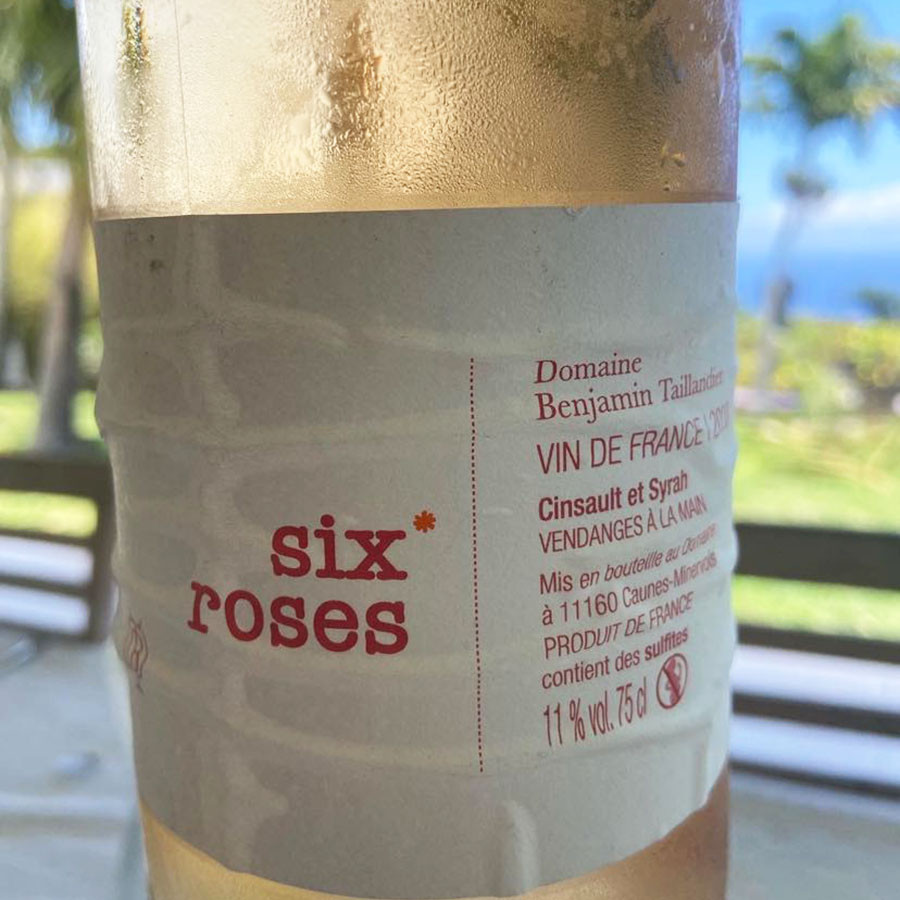 six*
roses
Domaine
Benjamin Taillandier
VIN DE FRANCE \
Cinsault et Syrah
VENDANGES À LA MAIN
Mis en bouteille au Domaine
à 11160 Caunes-Minervois
PRODUIT DE FRANCE
contient des sulfites
11 % vol. 75 cl